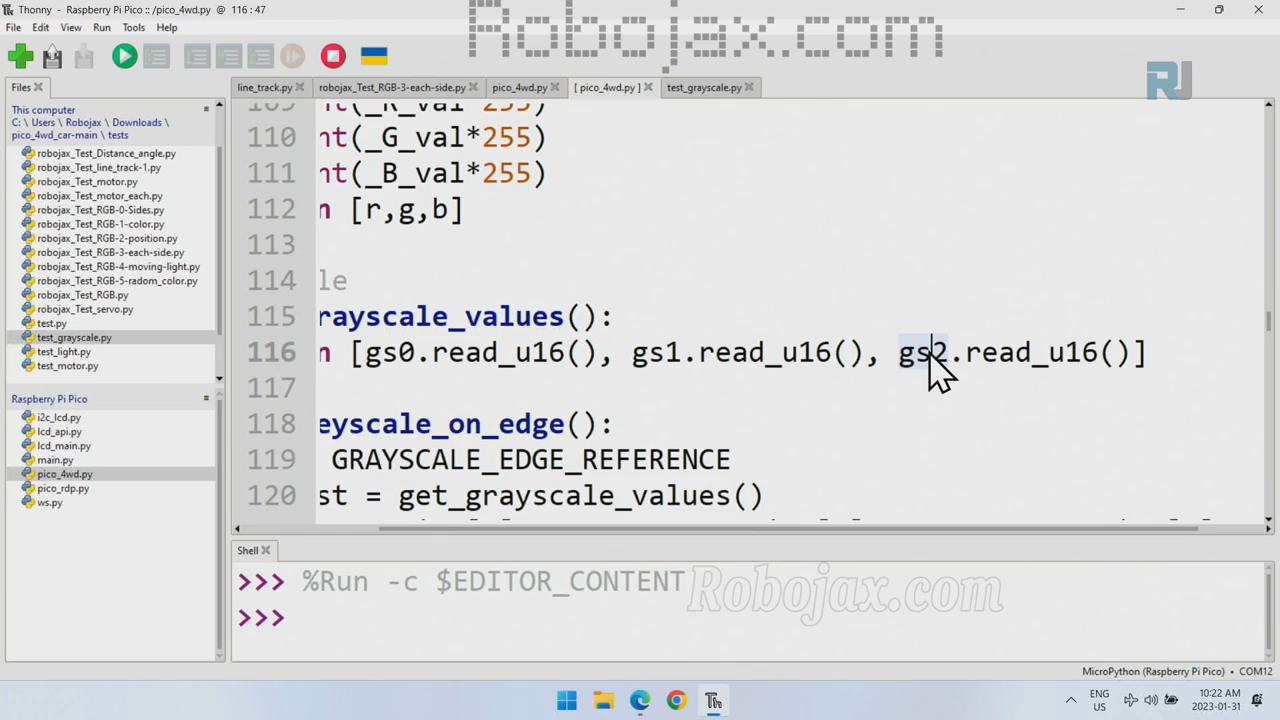 Thonny - Raspberry Pi Pico :: /pico_4wd.py @ 116 : 47
Robojax.com
File Edit View Run Tools Help
RJ
Files
line_track.py robojax_Test_RGB-3-each-side.py pico_4wd.py [ pico_4wd.py ] test_grayscale.py
This computer
C: \ Users \ Robojax \ Downloads \
pico_4wd_car-main \ tests
robojax_Test_Distance_angle.py
robojax_Test_line_track-1.py
robojax_Test_motor.py
robojax_Test_motor_each.py
robojax_Test_RGB-0-Sides.py
robojax_Test_RGB-1-color.py
robojax_Test_RGB-2-position.py
robojax_Test_RGB-3-each-side.py
robojax_Test_RGB-4-moving-light.py
robojax_Test_RGB-5-radom_color.py
robojax_Test_RGB.py
robojax_Test_servo.py
test.py
test_grayscale.py
test_light.py
test_motor.py
Raspberry Pi Pico
i2c_lcd.py
lcd_api.py
lcd_main.py
main.py
pico_4wd.py
pico_rdp.py
ws.py
109 nt(_R_val*255)
110 nt(_G_val*255)
111 nt(_B_val*255)
112 n [r,g,b]
113
114 le
115 rayscale_values():
116 n [gs0.read_u16(), gs1.read_u16(), gs2.read_u16()]
117
118 eyscale_on_edge():
119 GRAYSCALE_EDGE_REFERENCE
120 st = get_grayscale_values()
Shell
>>> %Run -c $EDITOR_CONTENT
Robojax.com
>>>
MicroPython (Raspberry Pi Pico) • COM12
ENG
US
10:22 AM
2023-01-31